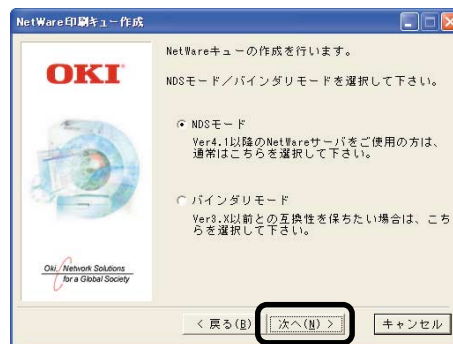 NetWare印刷キュー作成
OKI
NetWareキューの作成を行います。
NDSモード／バインダリモードを選択して下さい。
NDSモード
Ver4.1以降のNetWareサーバをご使用の方は、
通常はこちらを選択して下さい。
バインダリモード
Ver3.X以前との互換性を保ちたい場合は、こち
らを選択して下さい。
Oki, Network Solutions
for a Global Society
< 戻る(B)
次へ(N) >
キャンセル